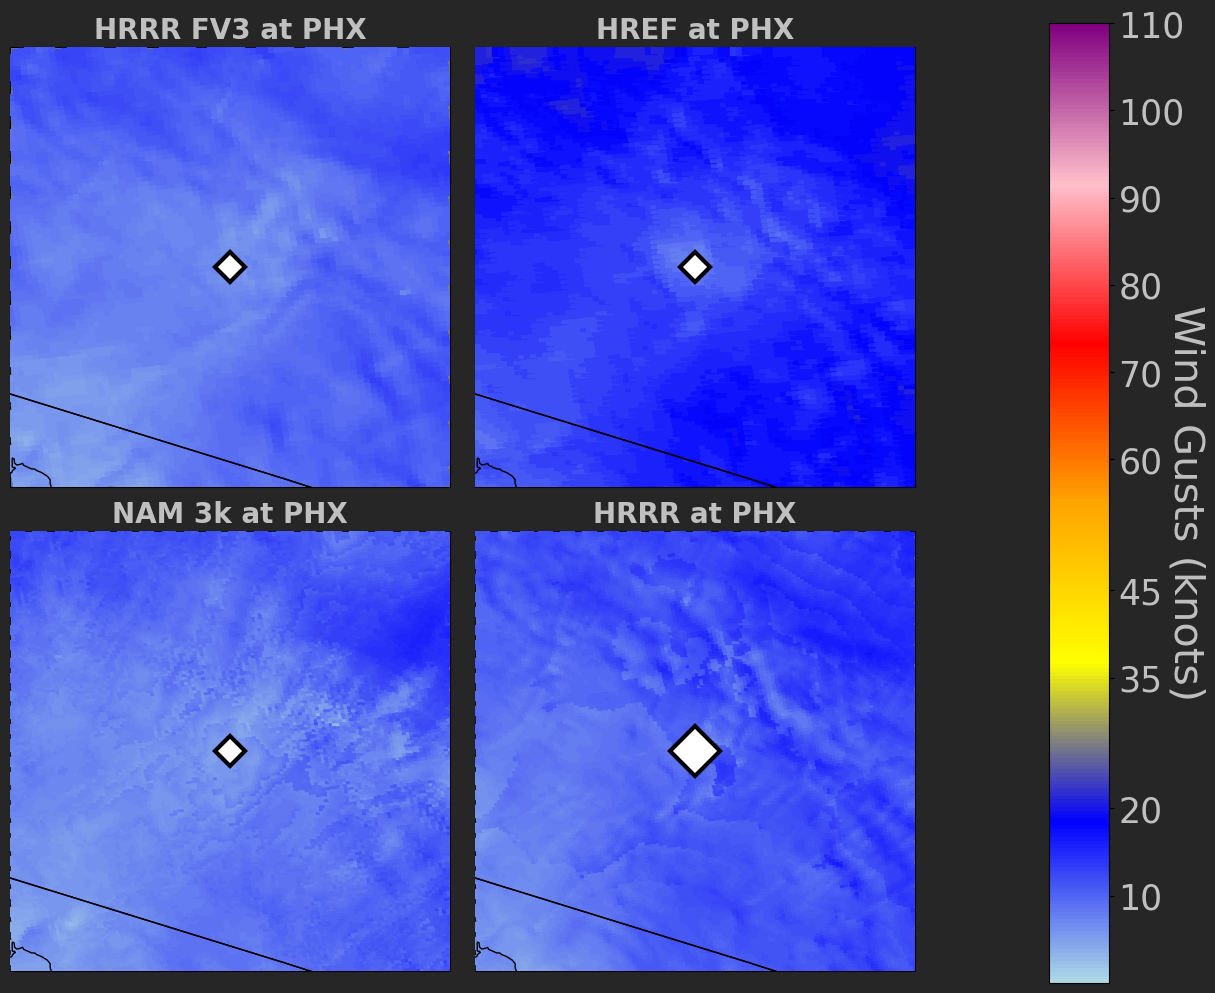 HRRR FV3 at PHX
HREF at PHX
NAM 3k at PHX
HRRR at PHX
110
100
90
80
70
60
45
35
20
10
Wind Gusts (knots)